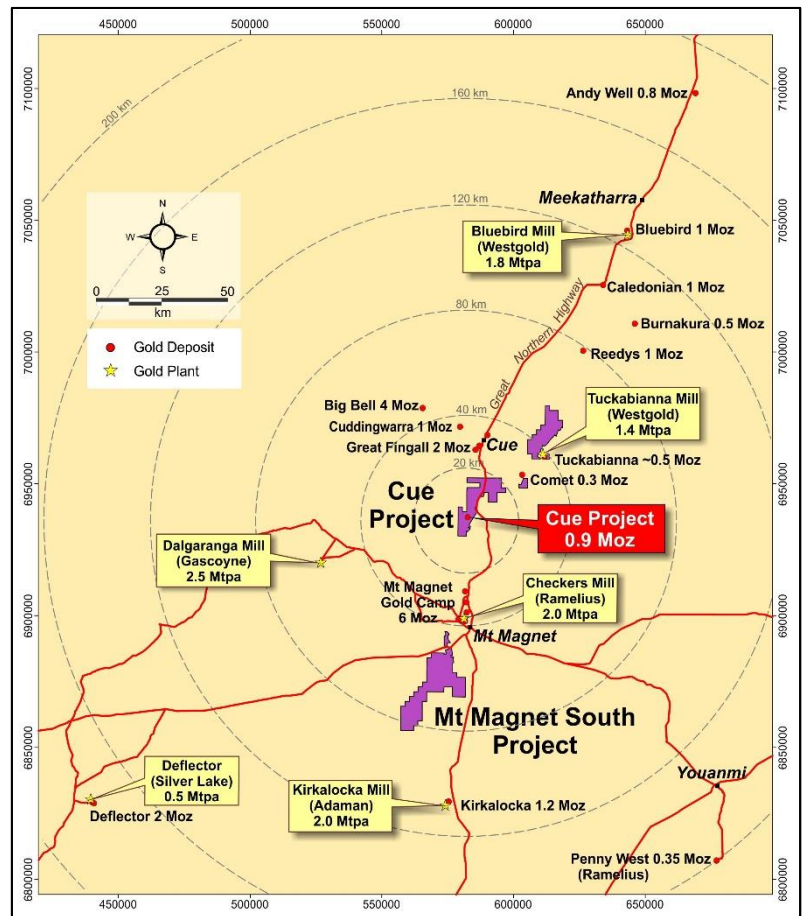 450000
500000
550000
600000
650000
7100000
7050000
7000000
6950000
6900000
6850000
6800000
200 km
160 km
120 km
80 km
40 km
20 km
N
W
E
S
0 25 50
km
Gold Deposit
Gold Plant
Andy Well 0.8 Moz
Meekatharra
Bluebird Mill
(Westgold)
1.8 Mtpa
Bluebird 1 Moz
Caledonian 1 Moz
Great Northern Highway
Burnakura 0.5 Moz
Reedys 1 Moz
Big Bell 4 Moz
Cuddingwarra 1 Moz
Great Fingall 2 Moz
Cue
Tuckabianna Mill
(Westgold)
1.4 Mtpa
Tuckabianna ~0.5 Moz
Comet 0.3 Moz
Cue
Project
Cue Project
0.9 Moz
Dalgaranga Mill
(Gascoyne)
2.5 Mtpa
Mt Magnet
Gold Camp
6 Moz
Checkers Mill
(Ramelius)
2.0 Mtpa
Mt Magnet
Mt Magnet South
Project
Deflector
(Silver Lake)
0.5 Mtpa
Deflector 2 Moz
Kirkalocka Mill
(Adaman)
2.0 Mtpa
Kirkalocka 1.2 Moz
Youanmi
Penny West 0.35 Moz
(Ramelius)
450000
500000
550000
600000
650000